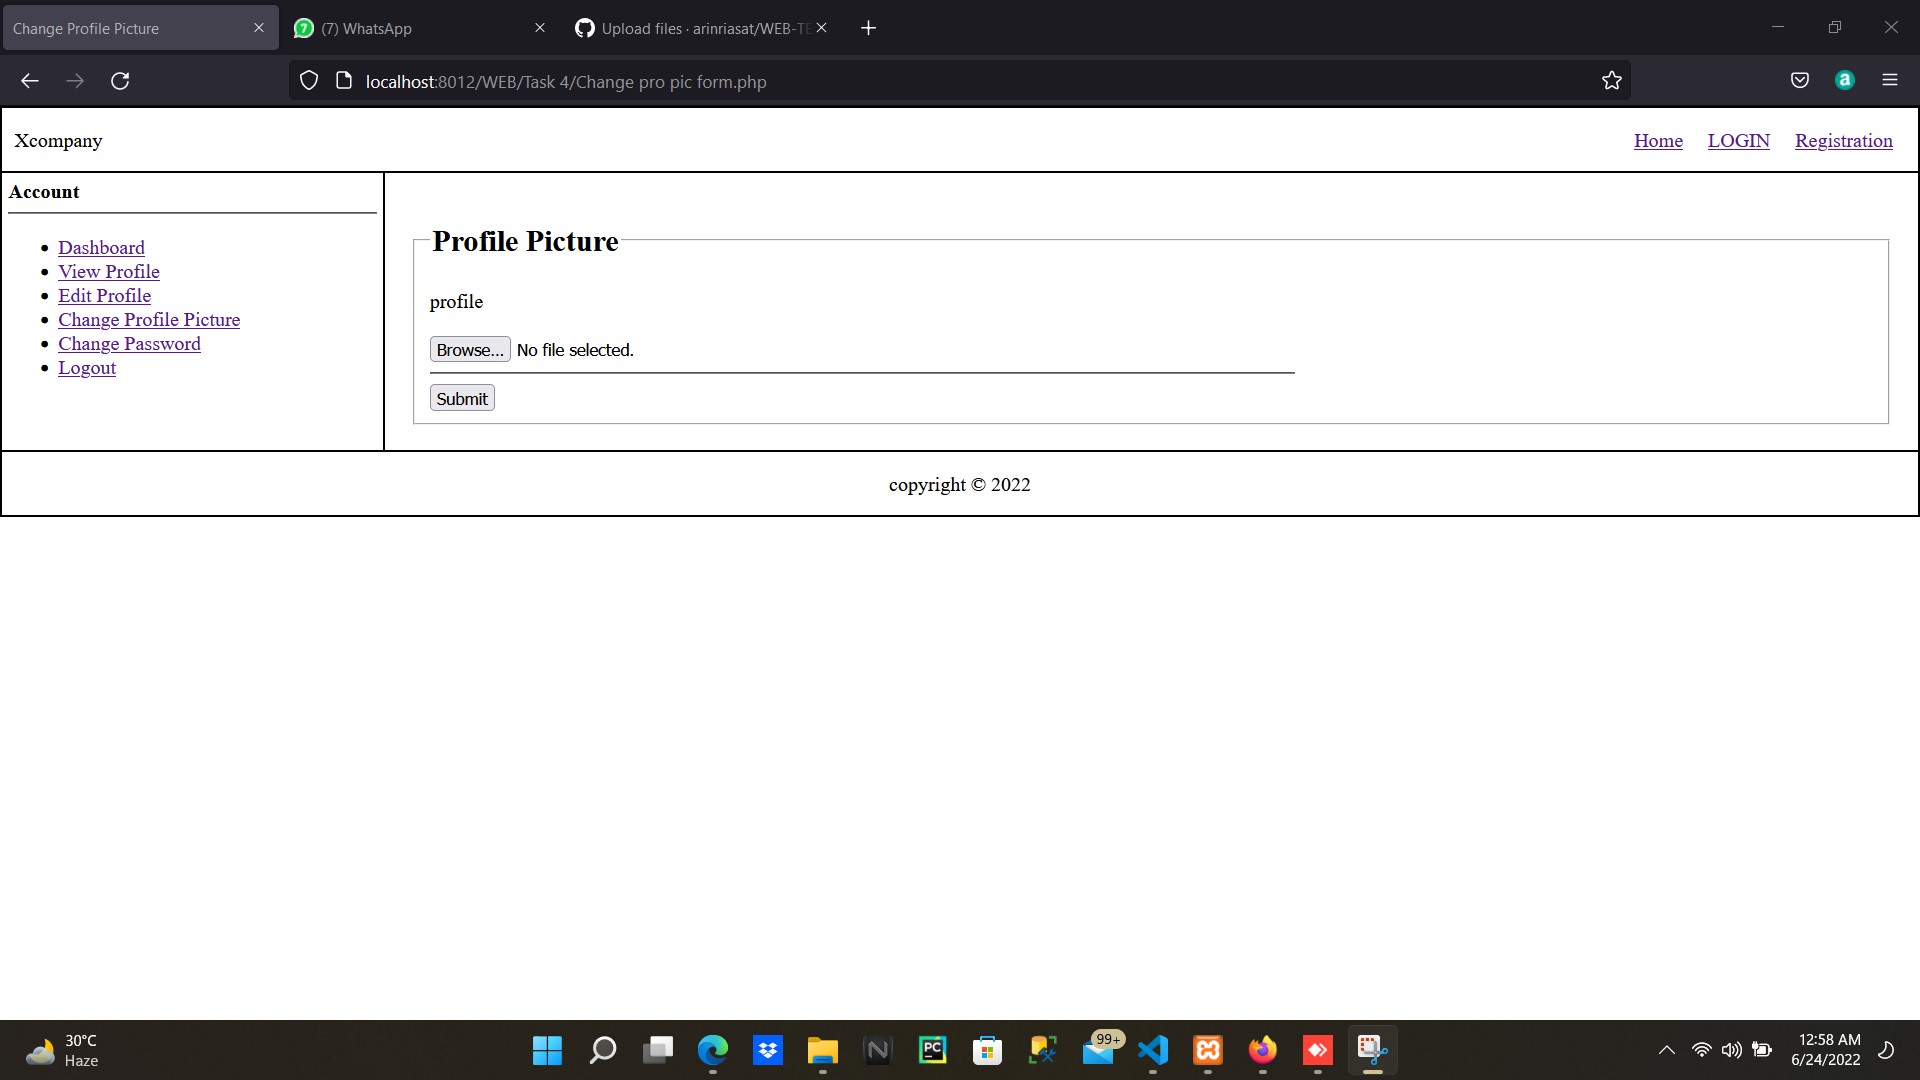 Change Profile Picture
(7) WhatsApp
Upload files · arinriasat/WEB-TE
localhost:8012/WEB/Task 4/Change pro pic form.php
Xcompany
Home LOGIN Registration
Account
Dashboard
View Profile
Edit Profile
Change Profile Picture
Change Password
Logout
Profile Picture
profile
Browse... No file selected.
Submit
copyright © 2022
30°C
Haze
PC
99+
12:58 AM
6/24/2022